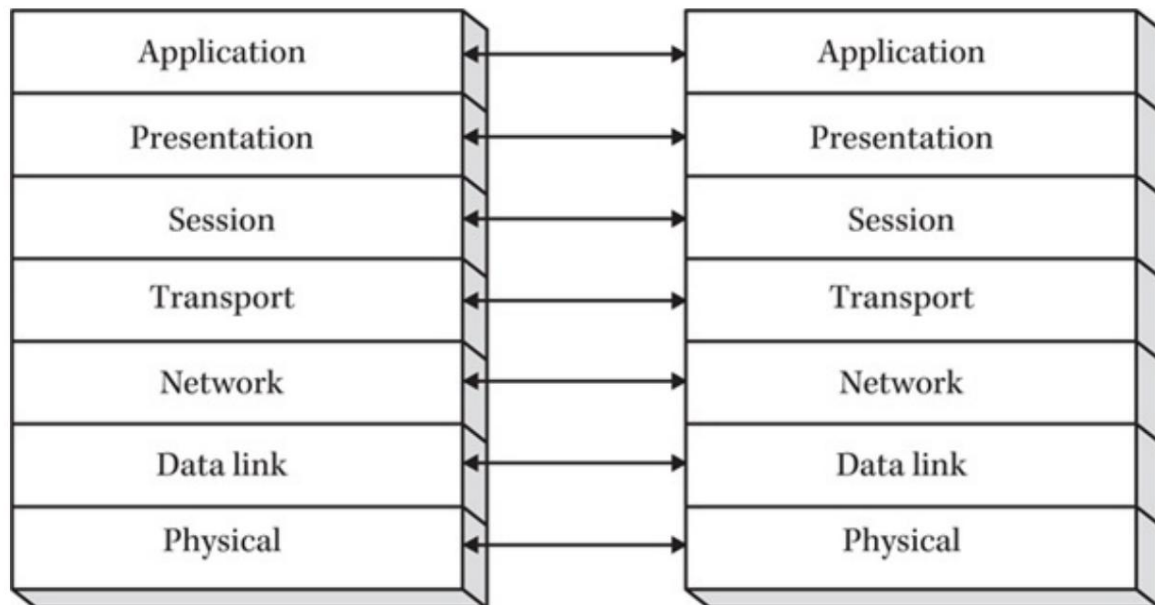 Application Application
Presentation Presentation
Session Session
Transport Transport
Network Network
Data link Data link
Physical Physical